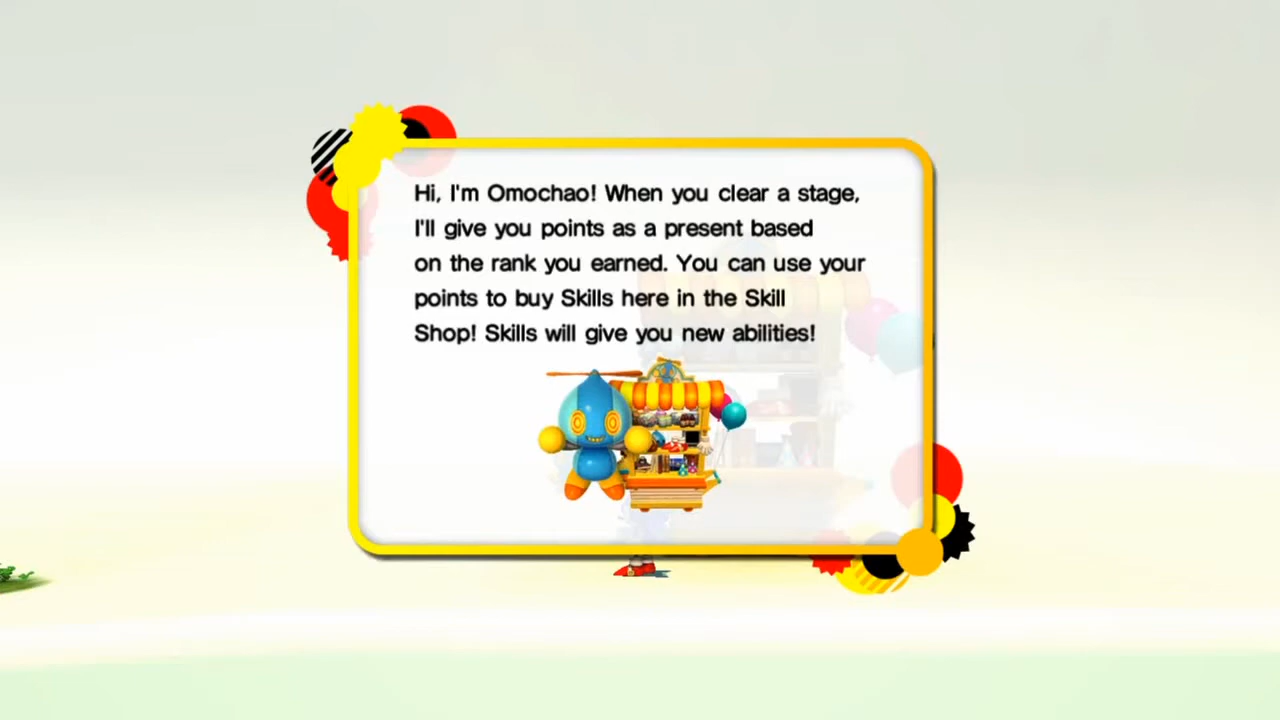 Hi, I'm Omochao! When you clear a stage,
I'll give you points as a present based
on the rank you earned. You can use your
points to buy Skills here in the Skill
Shop! Skills will give you new abilities!